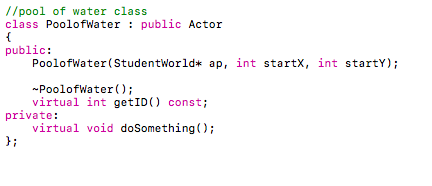 //pool of water class
class PoolofWater : public Actor
{
public:
    PoolofWater(StudentWorld* ap, int startX, int startY);
    ~PoolofWater();
    virtual int getID() const;
private:
    virtual void doSomething();
};